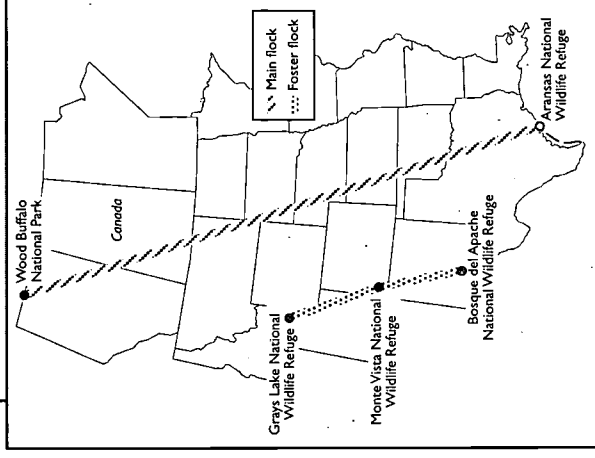 Wood Buffalo
National Park
Canada
Main flock
Foster flock
Grays Lake National
Wildlife Refuge
Monte Vista National
Wildlife Refuge
Bosque del Apache
National Wildlife Refuge
Aransas National
Wildlife Refuge